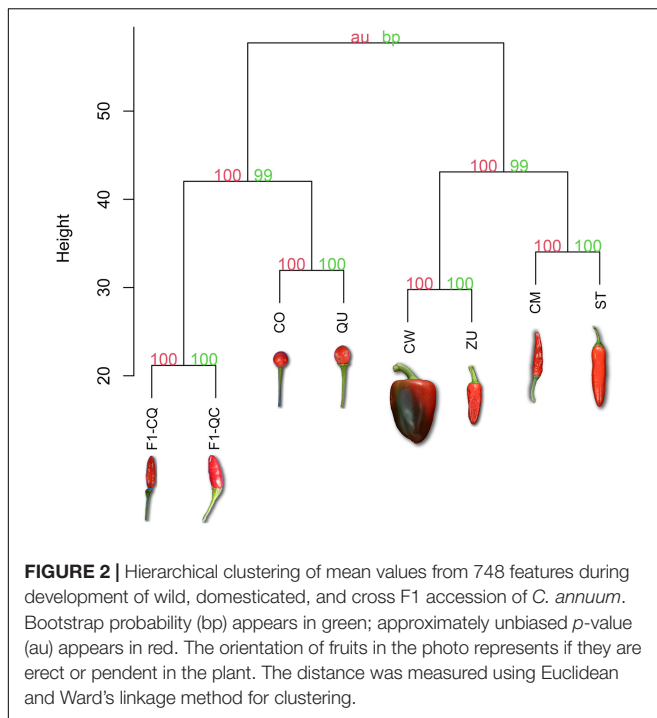 au bp
50
100 99
100 99
40
Height
100 100
100 100
30
100 100
CO
QU
CW
ZU
CM
ST
20
100 100
F1-CQ
F1-QC
FIGURE 2 | Hierarchical clustering of mean values from 748 features during
development of wild, domesticated, and cross F1 accession of C. annuum.
Bootstrap probability (bp) appears in green; approximately unbiased p-value
(au) appears in red. The orientation of fruits in the photo represents if they are
erect or pendent in the plant. The distance was measured using Euclidean
and Ward's linkage method for clustering.